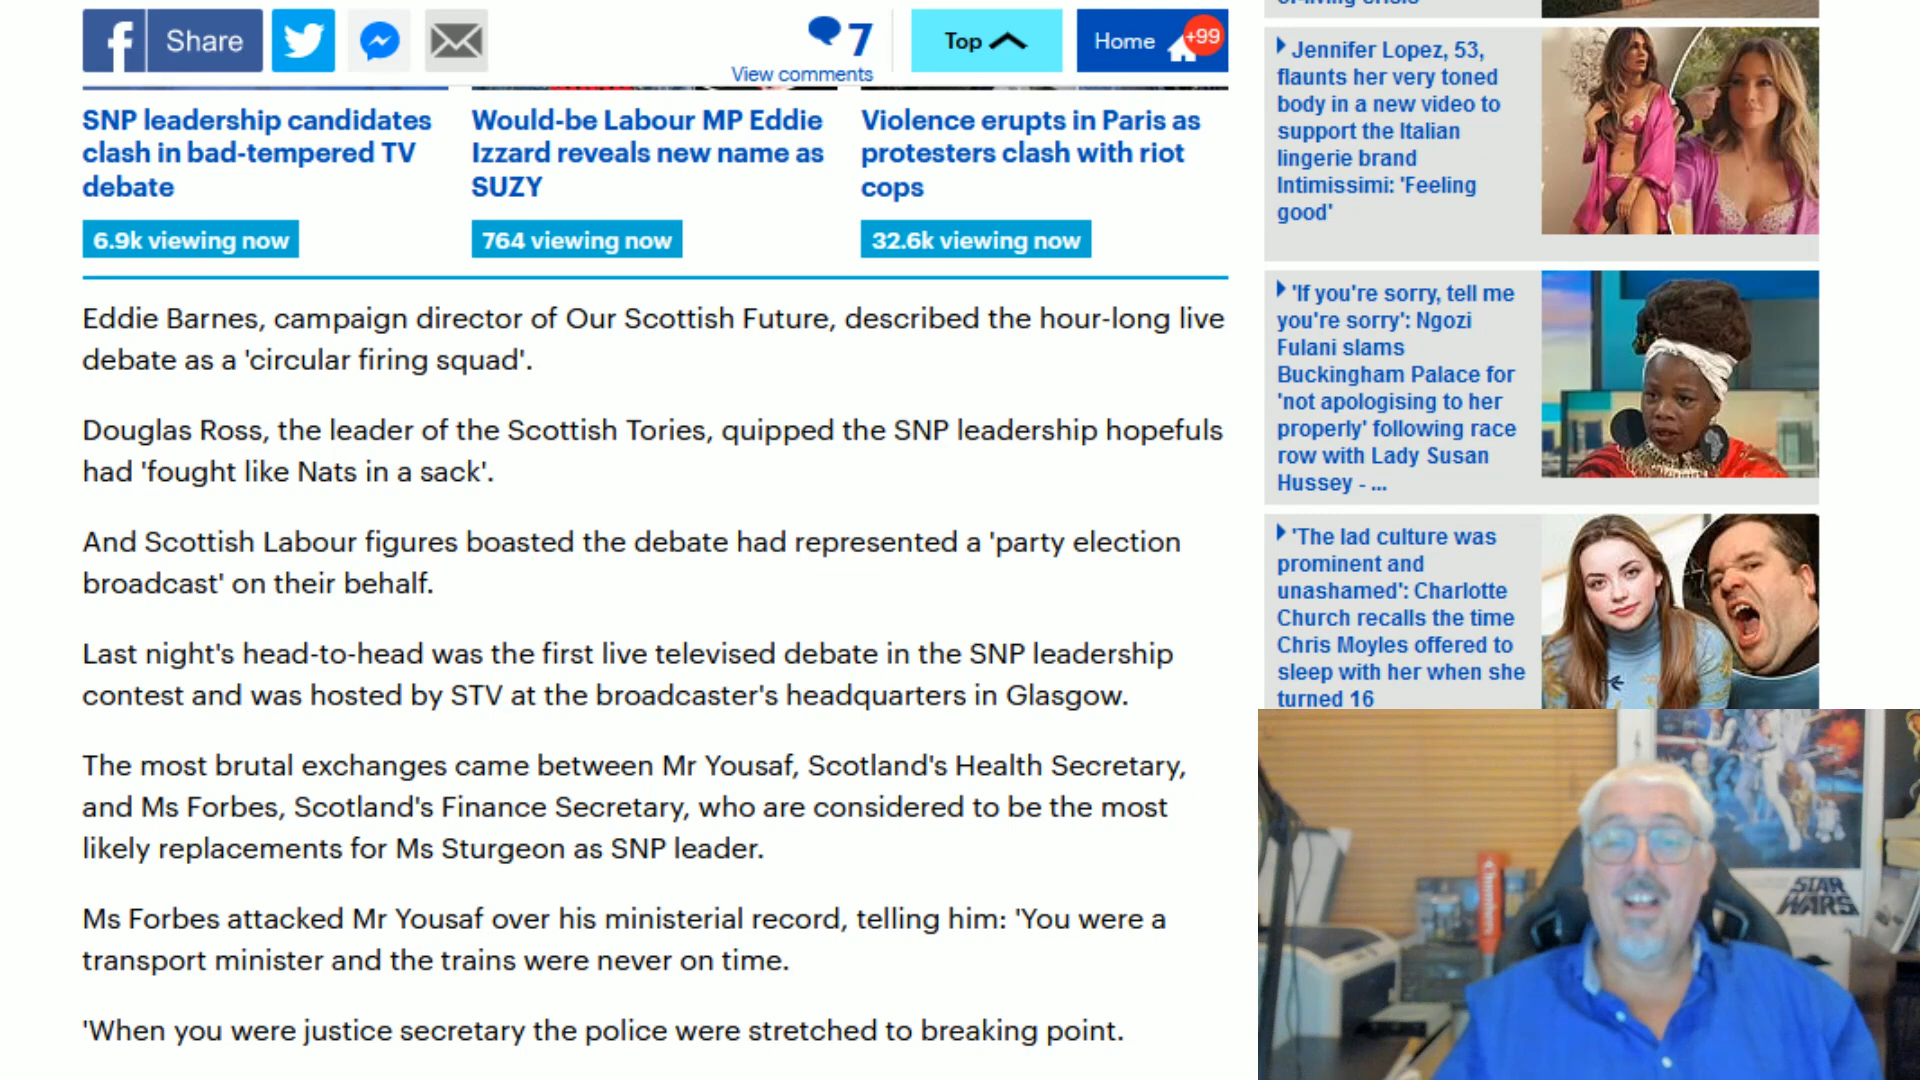 Share
7
View comments
Top
Home
+99
SNP leadership candidates
clash in bad-tempered TV
debate
6.9k viewing now
Would-be Labour MP Eddie
Izzard reveals new name as
SUZY
764 viewing now
Violence erupts in Paris as
protesters clash with riot
cops
32.6k viewing now
Eddie Barnes, campaign director of Our Scottish Future, described the hour-long live
debate as a 'circular firing squad'.
Douglas Ross, the leader of the Scottish Tories, quipped the SNP leadership hopefuls
had 'fought like Nats in a sack'.
And Scottish Labour figures boasted the debate had represented a 'party election
broadcast' on their behalf.
Last night's head-to-head was the first live televised debate in the SNP leadership
contest and was hosted by STV at the broadcaster's headquarters in Glasgow.
The most brutal exchanges came between Mr Yousaf, Scotland's Health Secretary,
and Ms Forbes, Scotland's Finance Secretary, who are considered to be the most
likely replacements for Ms Sturgeon as SNP leader.
Ms Forbes attacked Mr Yousaf over his ministerial record, telling him: 'You were a
transport minister and the trains were never on time.
'When you were justice secretary the police were stretched to breaking point.
Jennifer Lopez, 53,
flaunts her very toned
body in a new video to
support the Italian
lingerie brand
Intimissimi: 'Feeling
good'
'If you're sorry, tell me
you're sorry': Ngozi
Fulani slams
Buckingham Palace for
'not apologising to her
properly' following race
row with Lady Susan
Hussey - ...
'The lad culture was
prominent and
unashamed': Charlotte
Church recalls the time
Chris Moyles offered to
sleep with her when she
turned 16
STAR
WARS